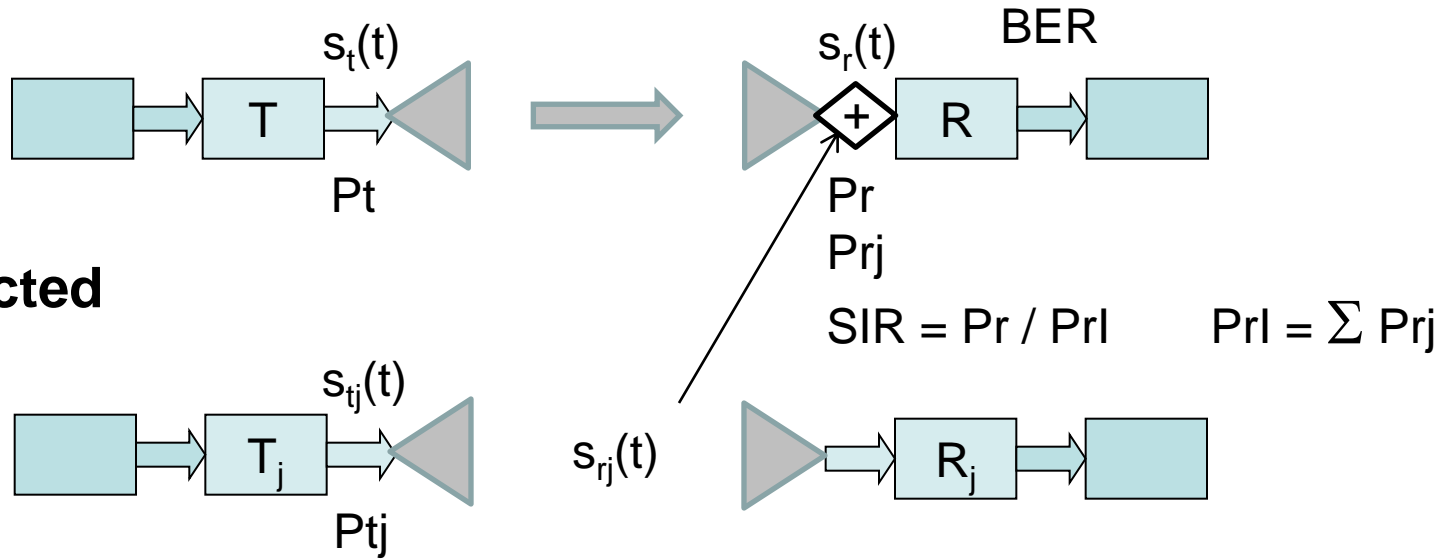 s_t(t) s_r(t) BER
T + R
Pt Pr
Prj
cted
SIR = Pr / PrI PrI = Σ Prj
s_tj(t)
T_j s_rj(t) R_j
Ptj